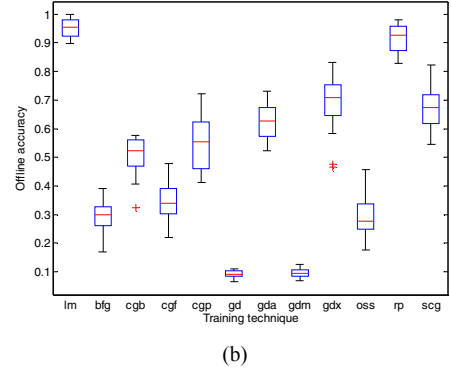 1
0.9
0.8
0.7
0.6
0.5
0.4
0.3
0.2
0.1
Offline accuracy
lm bfg cgb cgf cgp gd gda gdm gdx oss rp scg
Training technique
(b)